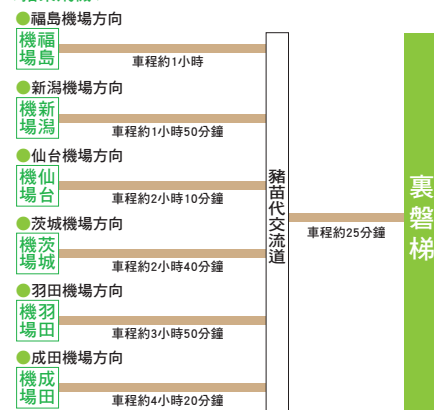 ●福島機場方向
福島機場
車程約1小時
●新潟機場方向
新潟機場
車程約1小時50分鐘
●仙台機場方向
仙台機場
車程約2小時10分鐘
●茨城機場方向
茨城機場
車程約2小時40分鐘
●羽田機場方向
羽田機場
車程約3小時50分鐘
●成田機場方向
成田機場
車程約4小時20分鐘
豬苗代交流道
車程約25分鐘
裏磐梯